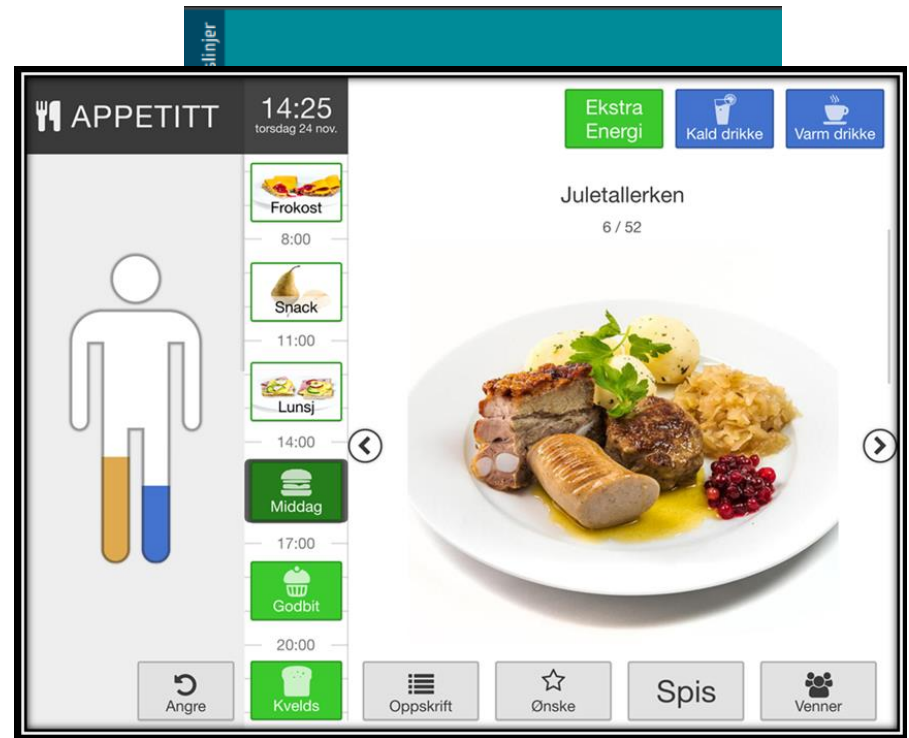 slinjer
APPETITT
14:25
torsdag 24 nov.
Ekstra
Energi
Kald drikke
Varm drikke
Frokost
8:00
Snack
11:00
Lunsj
14:00
Middag
17:00
Godbit
20:00
Kvelds
Juletallerken
6 / 52
Angre
Oppskrift
Ønske
Spis
Venner